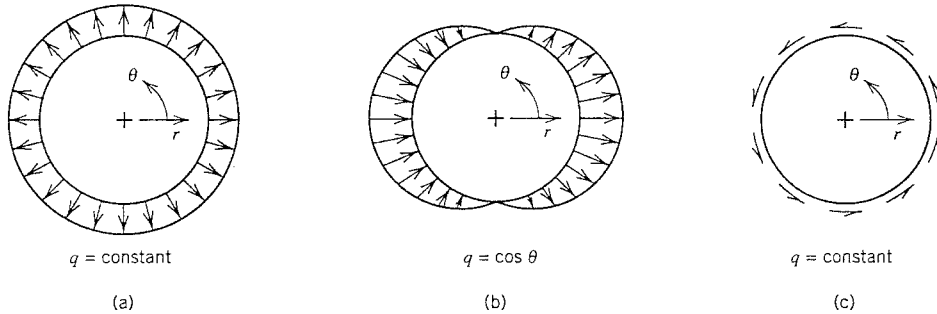 θ
r
θ
r
θ
r
q = constant
q = cos θ
q = constant
(a)
(b)
(c)